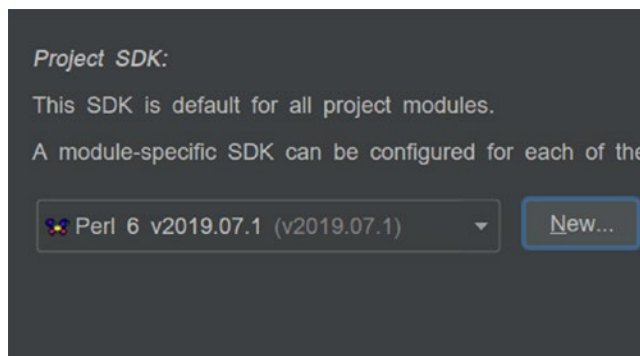 Project SDK:
This SDK is default for all project modules.
A module-specific SDK can be configured for each of the
Perl 6 v2019.07.1 (v2019.07.1)
New...